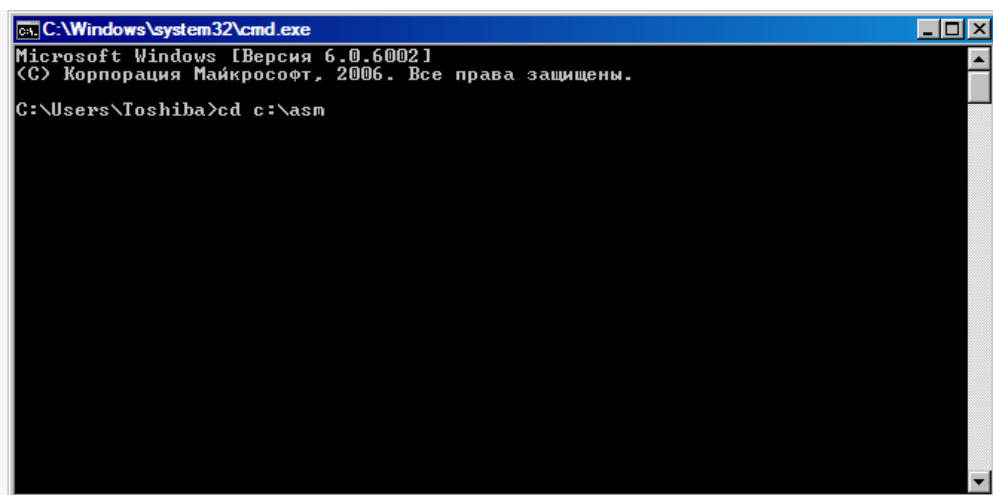 C:\Windows\system32\cmd.exe
Microsoft Windows [Версия 6.0.6002]
(C) Корпорация Майкрософт, 2006. Все права защищены.
C:\Users\Toshiba>cd c:\asm